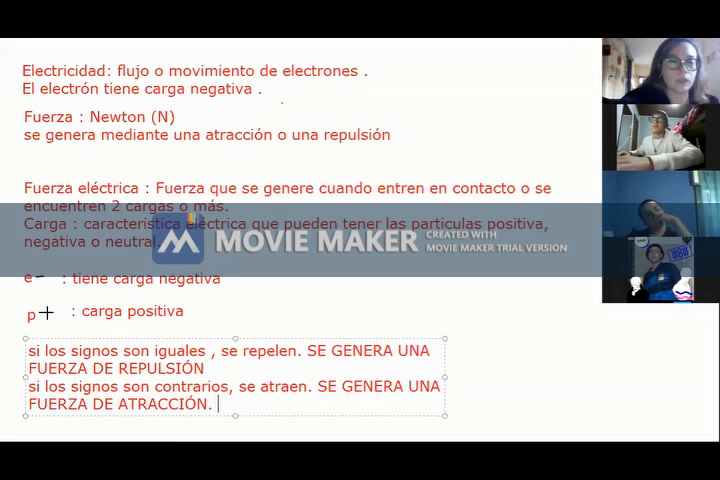 Electricidad: flujo o movimiento de electrones .
El electrón tiene carga negativa .
Fuerza : Newton (N)
se genera mediante una atracción o una repulsión
Fuerza eléctrica : Fuerza que se genere cuando entren en contacto o se
encuentren 2 cargas o más.
Carga : caracteristica eléctrica que pueden tener las particulas positiva,
negativa o neutral.
MOVIE MAKER
CREATED WITH
MOVIE MAKER TRIAL VERSION
e- : tiene carga negativa
p+ : carga positiva
si los signos son iguales , se repelen. SE GENERA UNA
FUERZA DE REPULSIÓN
si los signos son contrarios, se atraen. SE GENERA UNA
FUERZA DE ATRACCIÓN.